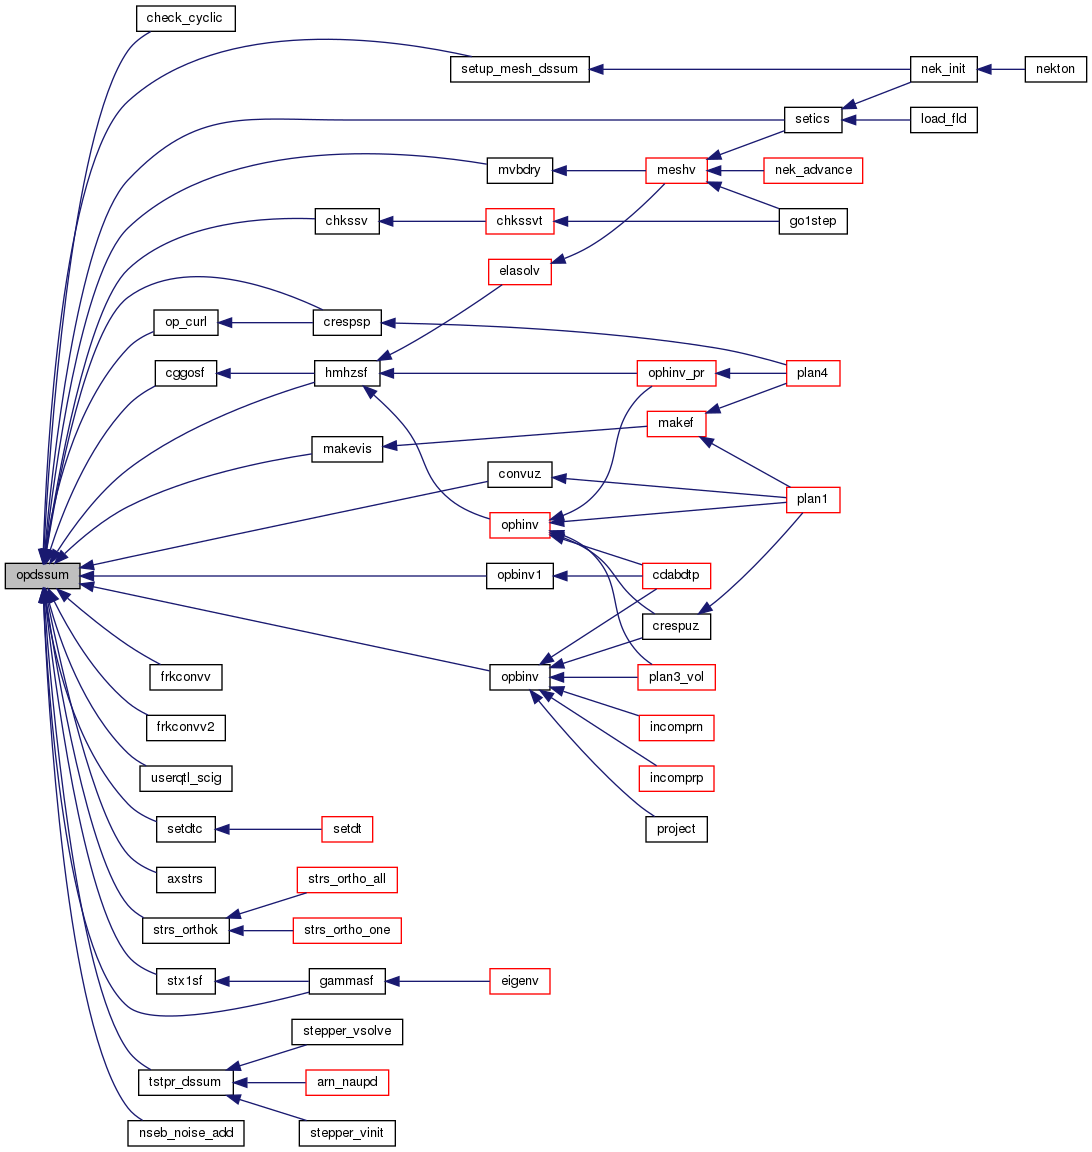 check_cyclic
setup_mesh_dssum
nek_init
nekton
setics
load_fld
mvbdry
meshv
nek_advance
chkssv
chkssvt
go1step
elasolv
op_curl
crespsp
cggosf
hmhzsf
ophinv_pr
plan4
makef
makevis
convuz
plan1
ophinv
opdssum
opbinv1
cdabdtp
crespuz
frkconvv
opbinv
plan3_vol
frkconvv2
incomprn
userqtl_scig
incomprp
setdtc
setdt
project
axstrs
strs_ortho_all
strs_orthok
strs_ortho_one
stx1sf
gammasf
eigenv
stepper_vsolve
tstpr_dssum
arn_naupd
nseb_noise_add
stepper_vinit